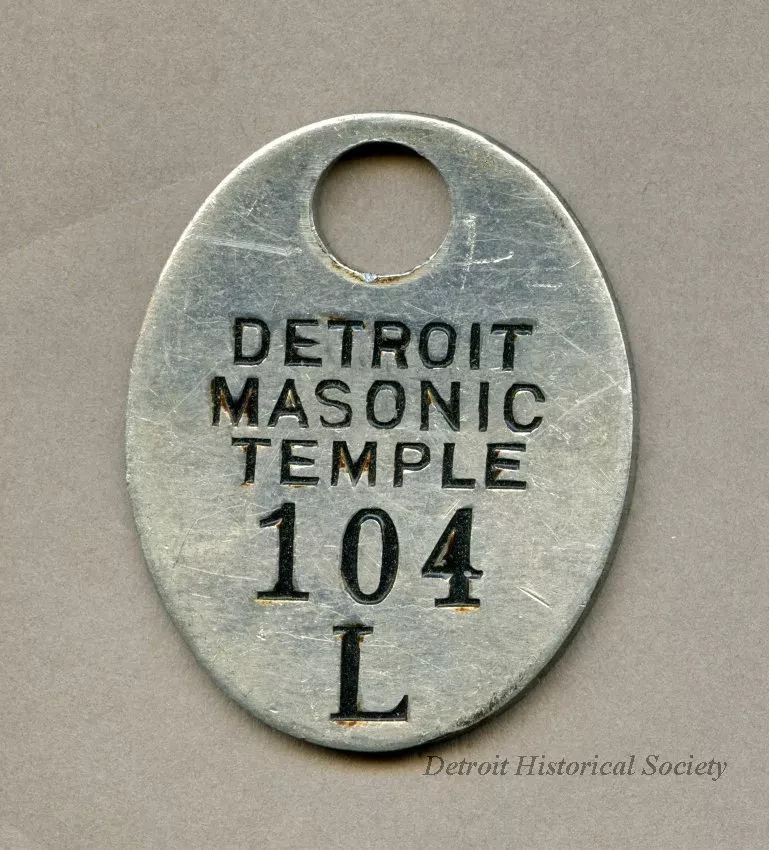 DETROIT
MASONIC
TEMPLE
104
L
Detroit Historical Society